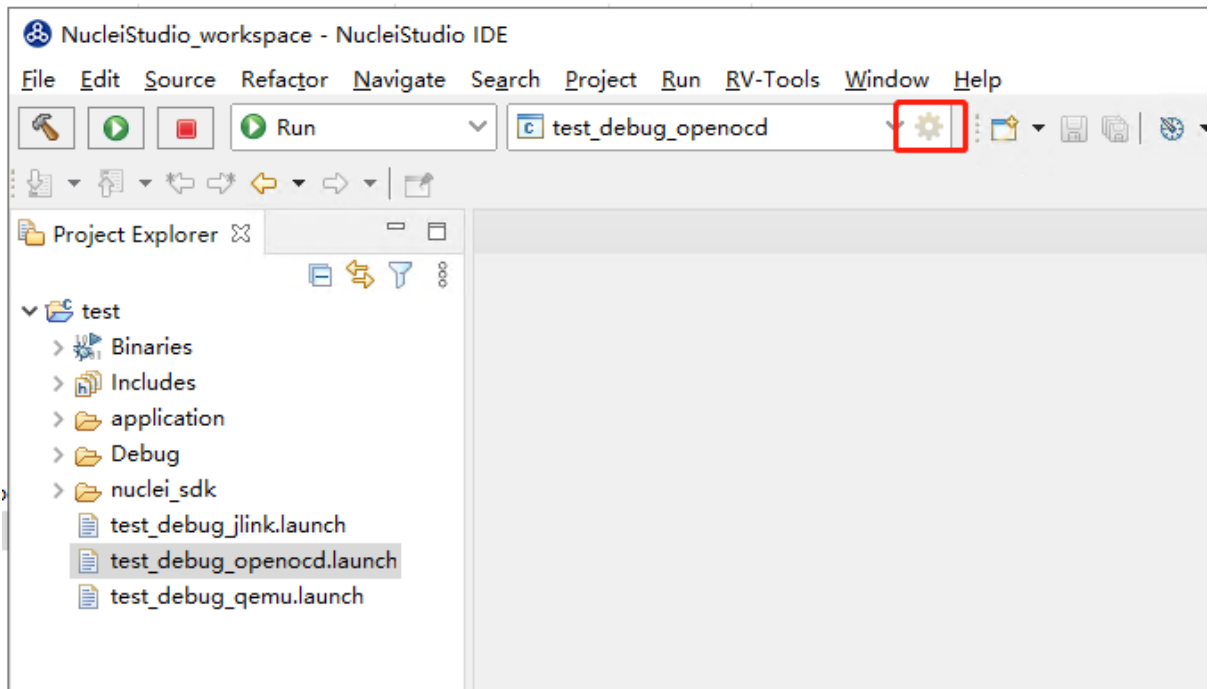 NucleiStudio_workspace - NucleiStudio IDE
File Edit Source Refactor Navigate Search Project Run RV-Tools Window Help
Run test_debug_openocd
Project Explorer
test
Binaries
Includes
application
Debug
nuclei_sdk
test_debug_jlink.launch
test_debug_openocd.launch
test_debug_qemu.launch